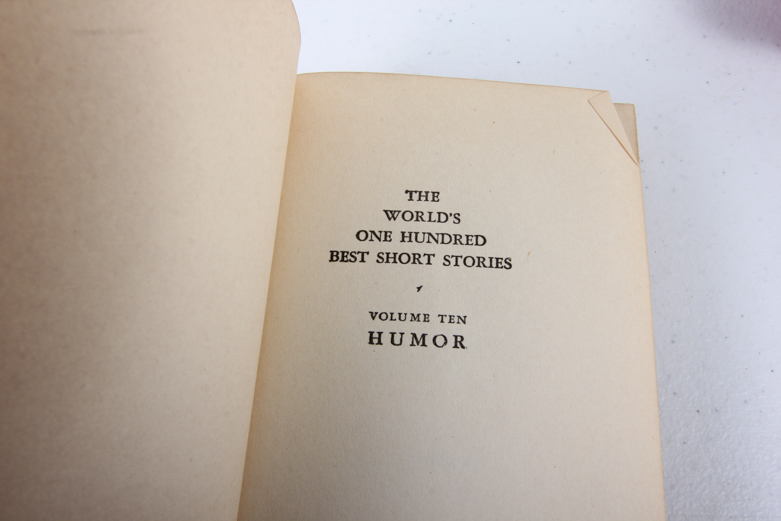 THE
WORLD'S
ONE HUNDRED
BEST SHORT STORIES
VOLUME TEN
HUMOR